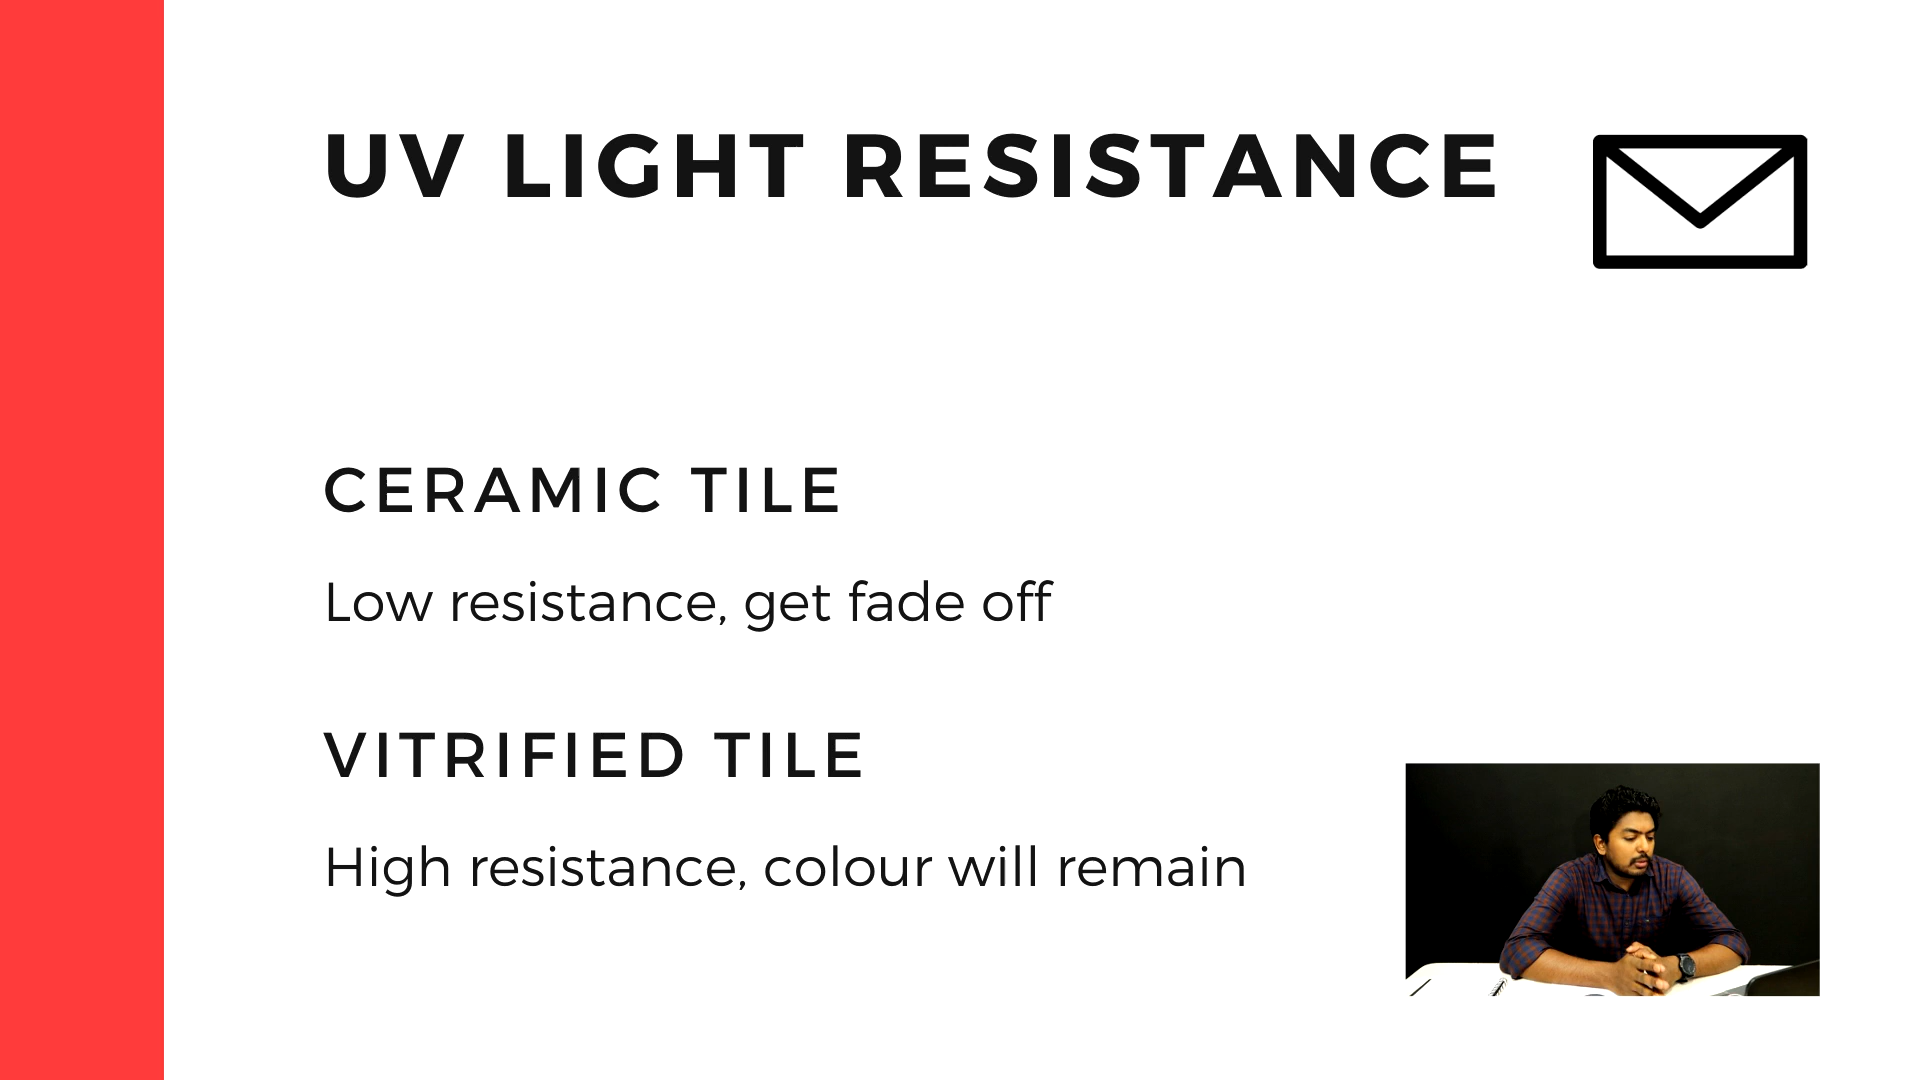 UV LIGHT RESISTANCE
CERAMIC TILE
Low resistance, get fade off
VITRIFIED TILE
High resistance, colour will remain